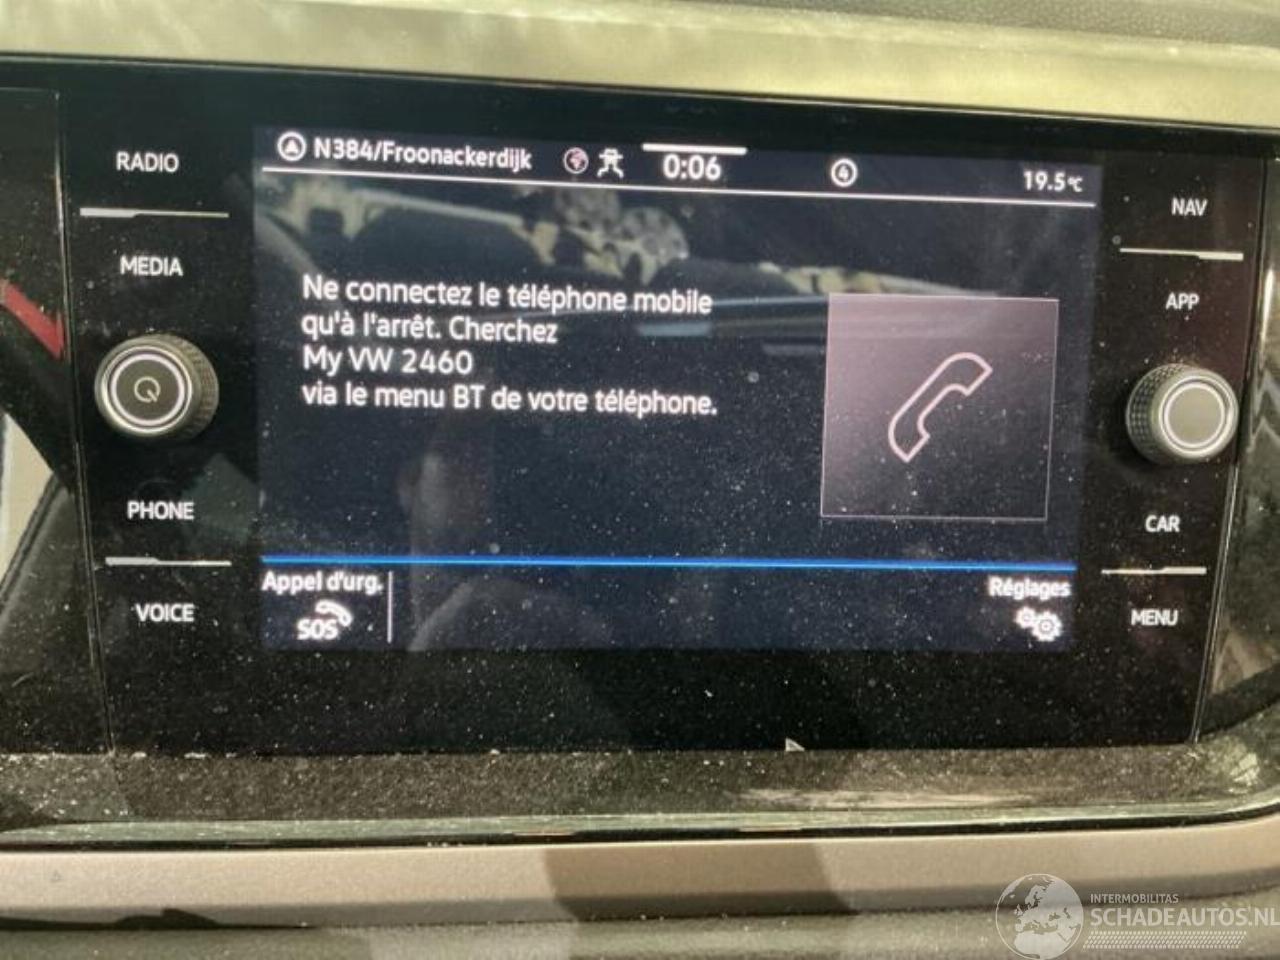 N384/Froonackerdijk
0:06
4
19.5°C
RADIO
MEDIA
PHONE
VOICE
Ne connectez le téléphone mobile
qu'à l'arrêt. Cherchez
My VW 2460
via le menu BT de votre téléphone.
Appel d'urg.
SOS
Réglages
NAV
APP
CAR
MENU
INTERMOBILITAS
SCHADEAUTOS.NL